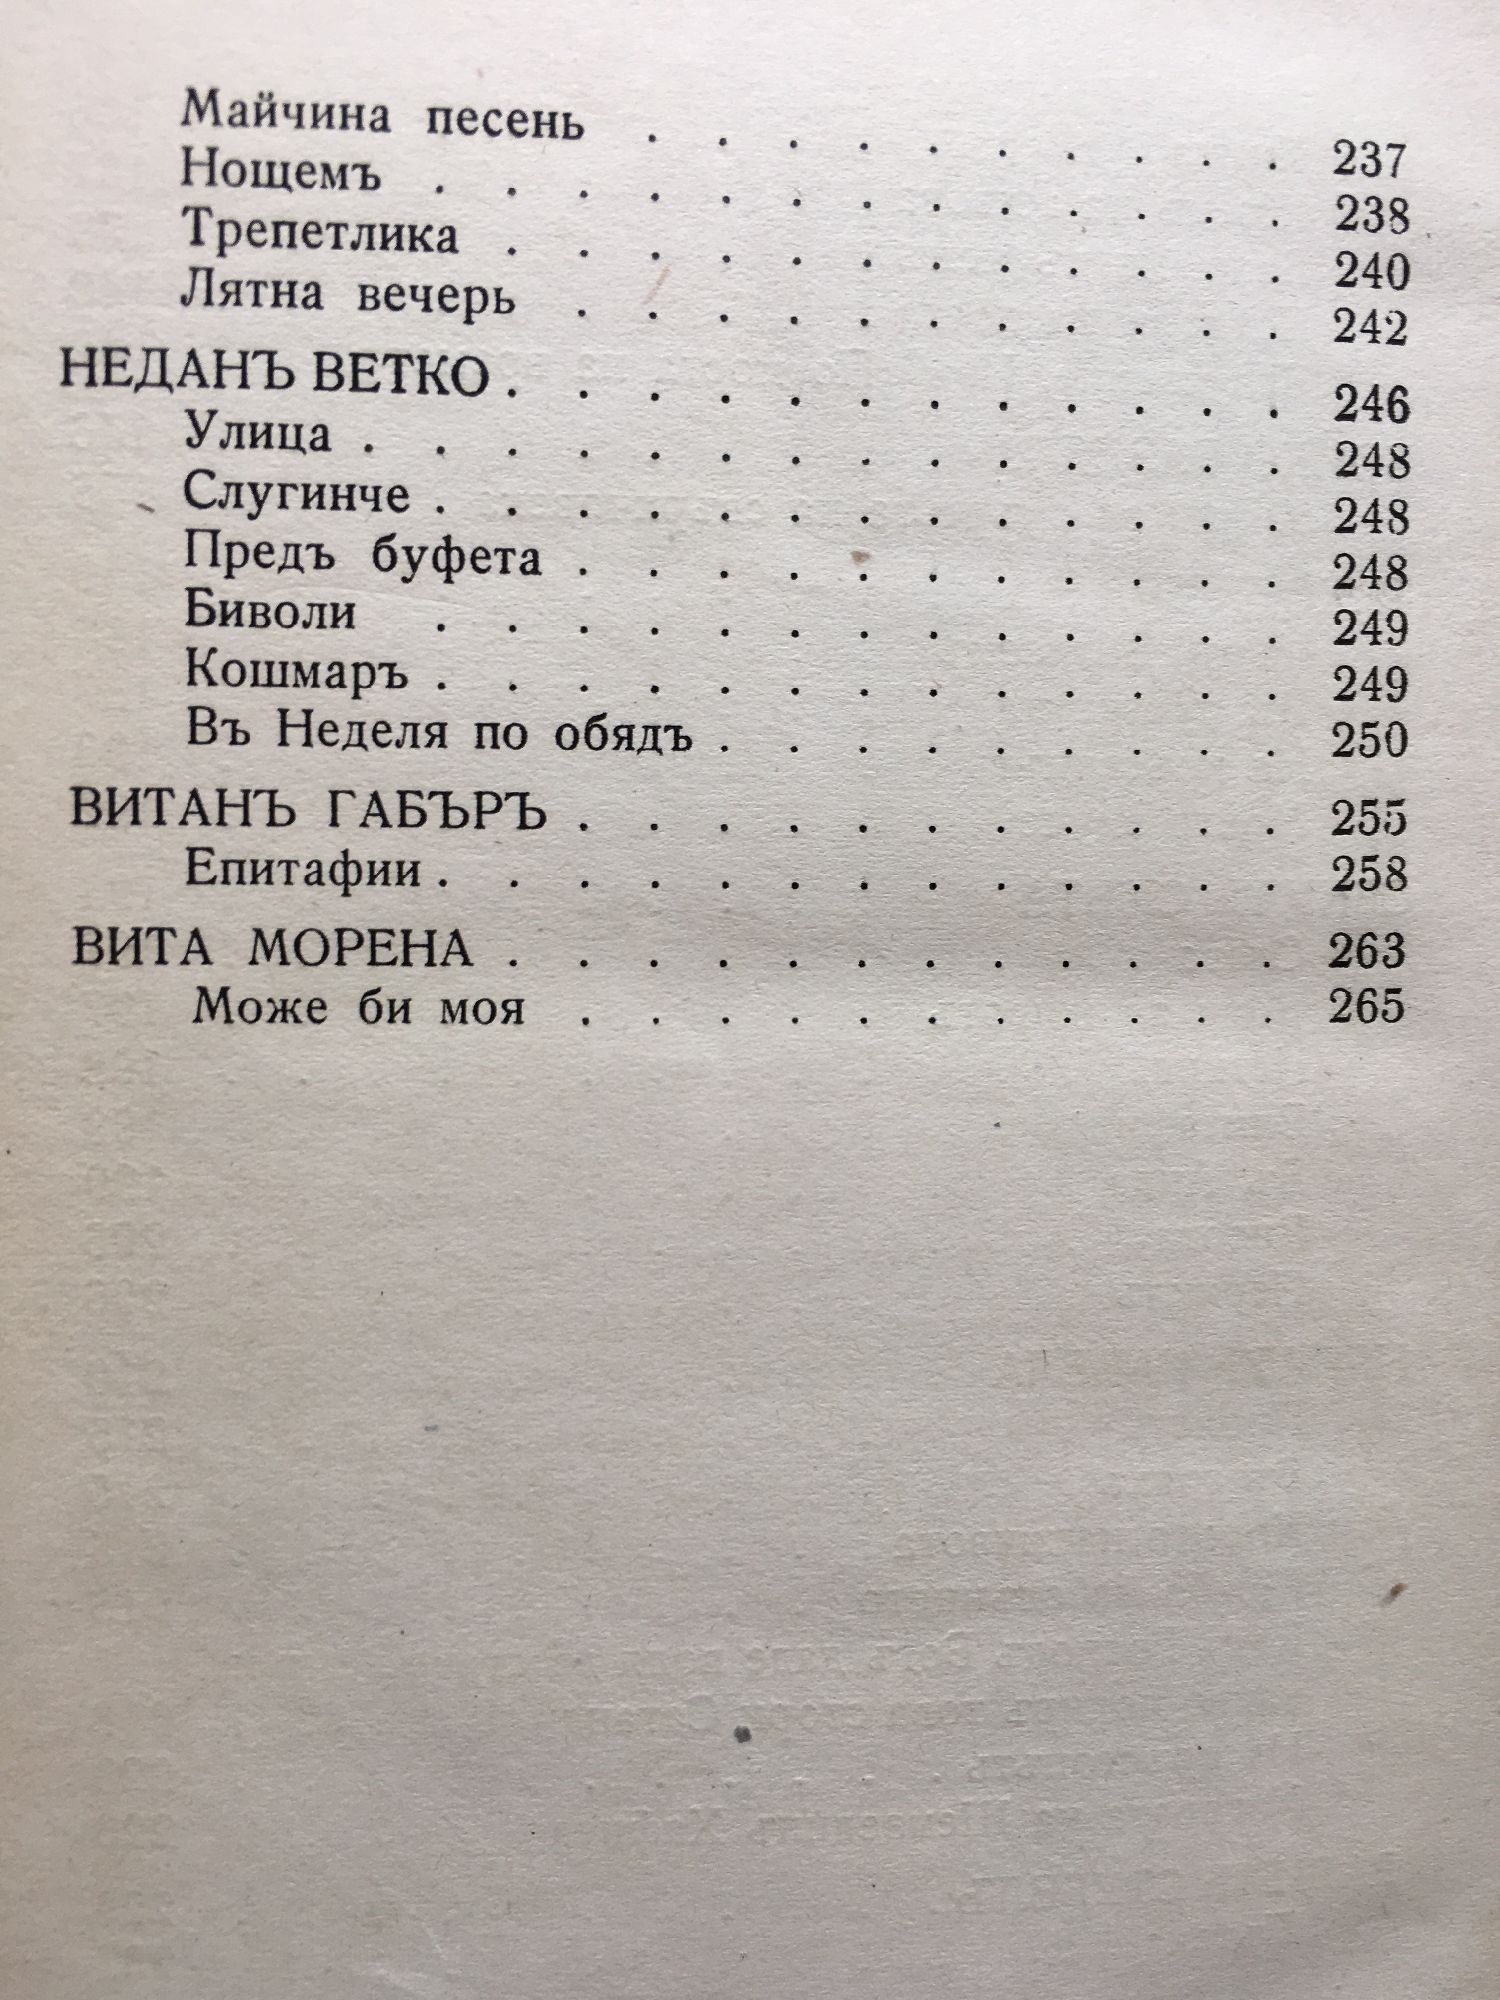 Майчина песень . . . . . . . . . . 237
Нощемъ . . . . . . . . . . . . . 238
Трепетлика . . . . . . . . . . . . 240
Лятна вечерь . . . . . . . . . . . 242
НЕДАНЪ ВЕТКО . . . . . . . . . . . . 246
Улица . . . . . . . . . . . . . . 248
Слугинче . . . . . . . . . . . . . 248
Предъ буфета . . . . . . . . . . . 248
Биволи . . . . . . . . . . . . . 249
Кошмаръ . . . . . . . . . . . . . 249
Въ Неделя по обядъ . . . . . . . . . 250
ВИТАНЪ ГАБЪРЪ . . . . . . . . . . . 255
Епитафии . . . . . . . . . . . . . 258
ВИТА МОРЕНА . . . . . . . . . . . . 263
Може би моя . . . . . . . . . . . 265